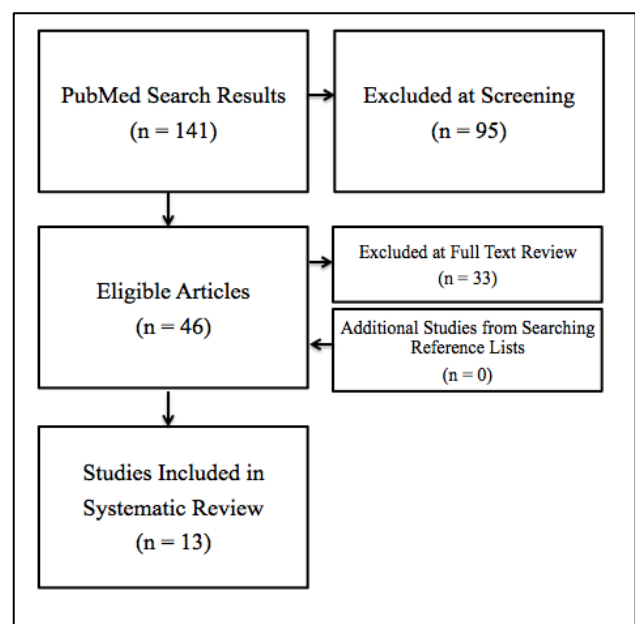 PubMed Search Results
(n = 141)
Excluded at Screening
(n = 95)
Eligible Articles
(n = 46)
Excluded at Full Text Review
(n = 33)
Additional Studies from Searching
Reference Lists
(n = 0)
Studies Included in
Systematic Review
(n = 13)